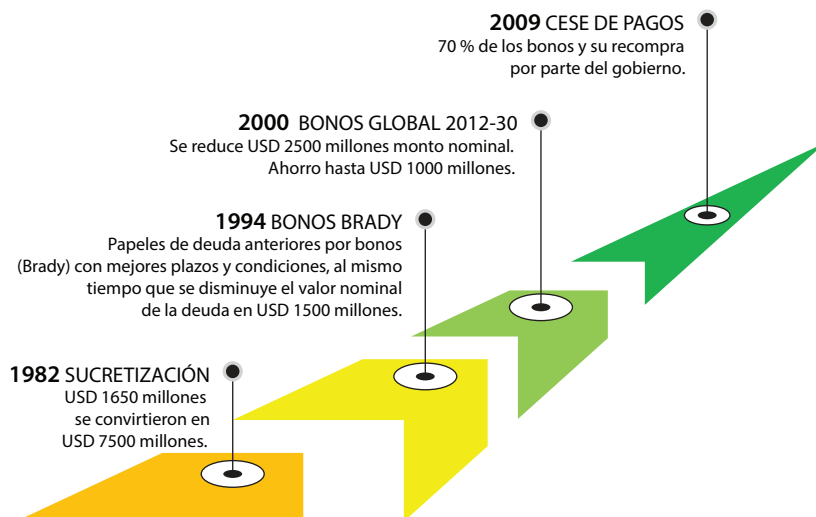 2009 CESE DE PAGOS
70 % de los bonos y su recompra
por parte del gobierno.
2000 BONOS GLOBAL 2012-30
Se reduce USD 2500 millones monto nominal.
Ahorro hasta USD 1000 millones.
1994 BONOS BRADY
Papeles de deuda anteriores por bonos
(Brady) con mejores plazos y condiciones, al mismo
tiempo que se disminuye el valor nominal
de la deuda en USD 1500 millones.
1982 SUCRETIZACIÓN
USD 1650 millones
se convirtieron en
USD 7500 millones.